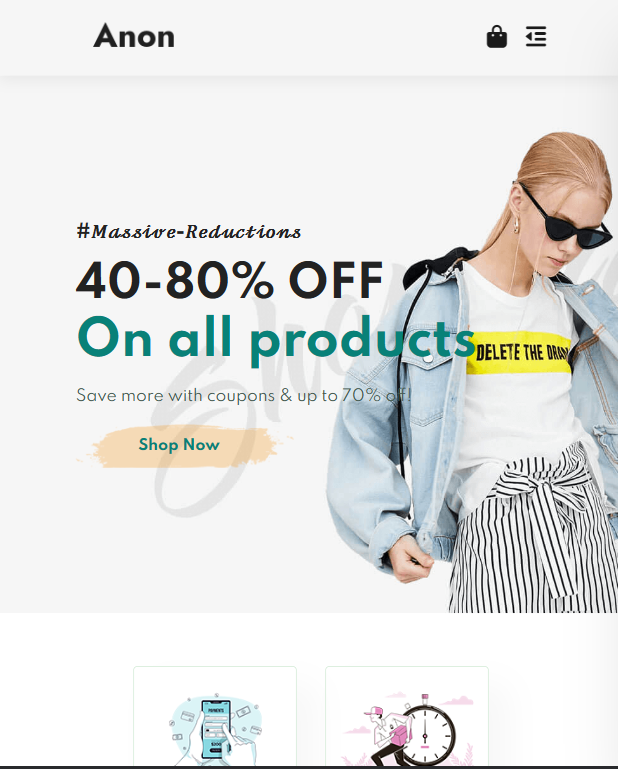 Anon
#Massive-Reductions
40-80% OFF
On all products
DELETE THE
Save more with coupons & up to 70% off!
Shop Now
PAYMENTS